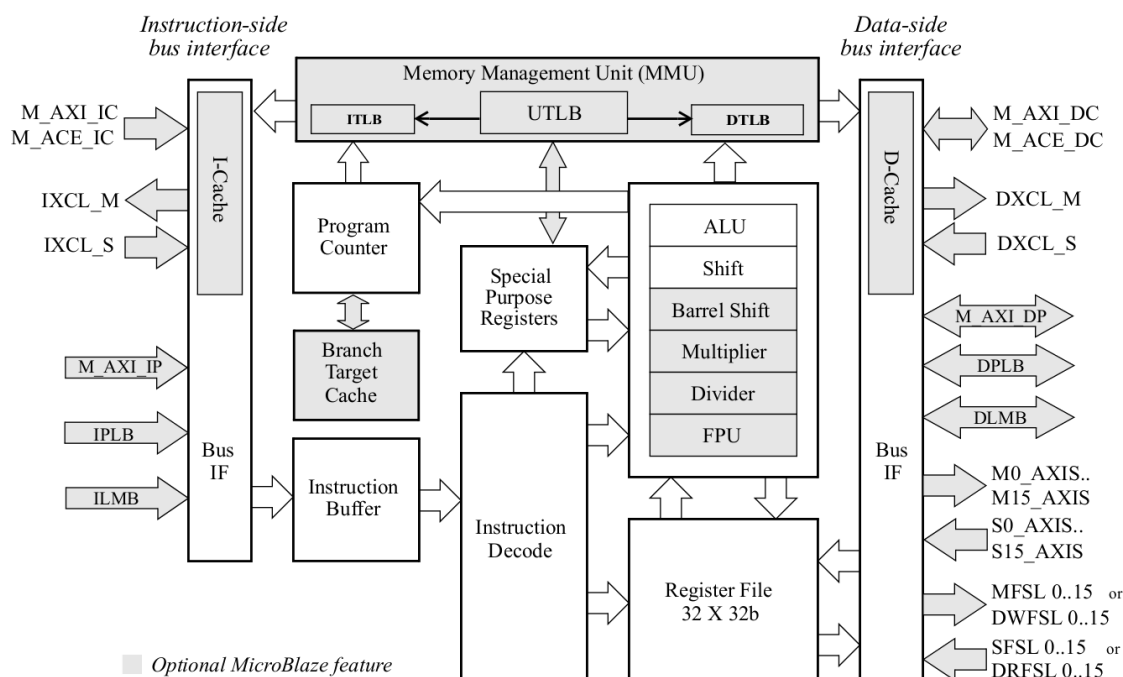 Instruction-side
bus interface
Data-side
bus interface
Memory Management Unit (MMU)
ITLB
UTLB
DTLB
M_AXI_IC
M_ACE_IC
IXCL_M
IXCL_S
I-Cache
M_AXI_IP
IPLB
ILMB
Bus
IF
Program
Counter
Branch
Target
Cache
Instruction
Buffer
Special
Purpose
Registers
Instruction
Decode
ALU
Shift
Barrel Shift
Multiplier
Divider
FPU
Register File
32 X 32b
D-Cache
Bus
IF
M_AXI_DC
M_ACE_DC
DXCL_M
DXCL_S
M_AXI_DP
DPLB
DLMB
M0_AXIS..
M15_AXIS
S0_AXIS..
S15_AXIS
MFSL 0..15 or
DWFSL 0..15
SFSL 0..15 or
DRFSL 0..15
Optional MicroBlaze feature